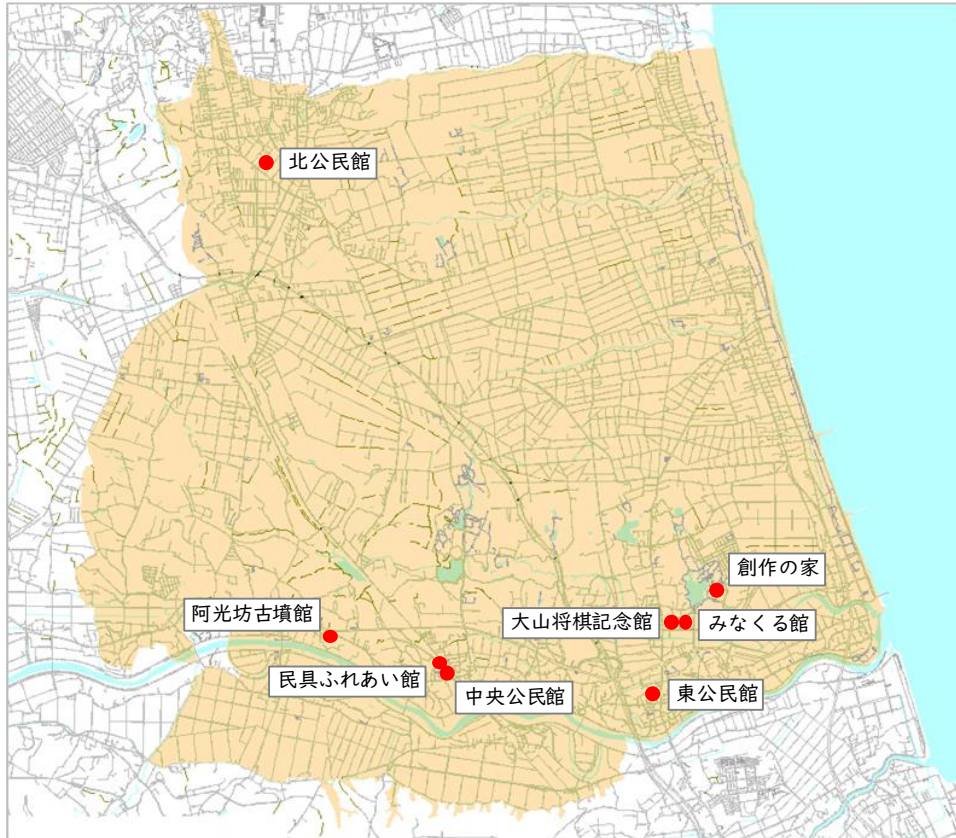 北公民館
創作の家
阿光坊古墳館
大山将棋記念館
みなくる館
民具ふれあい館
中央公民館
東公民館